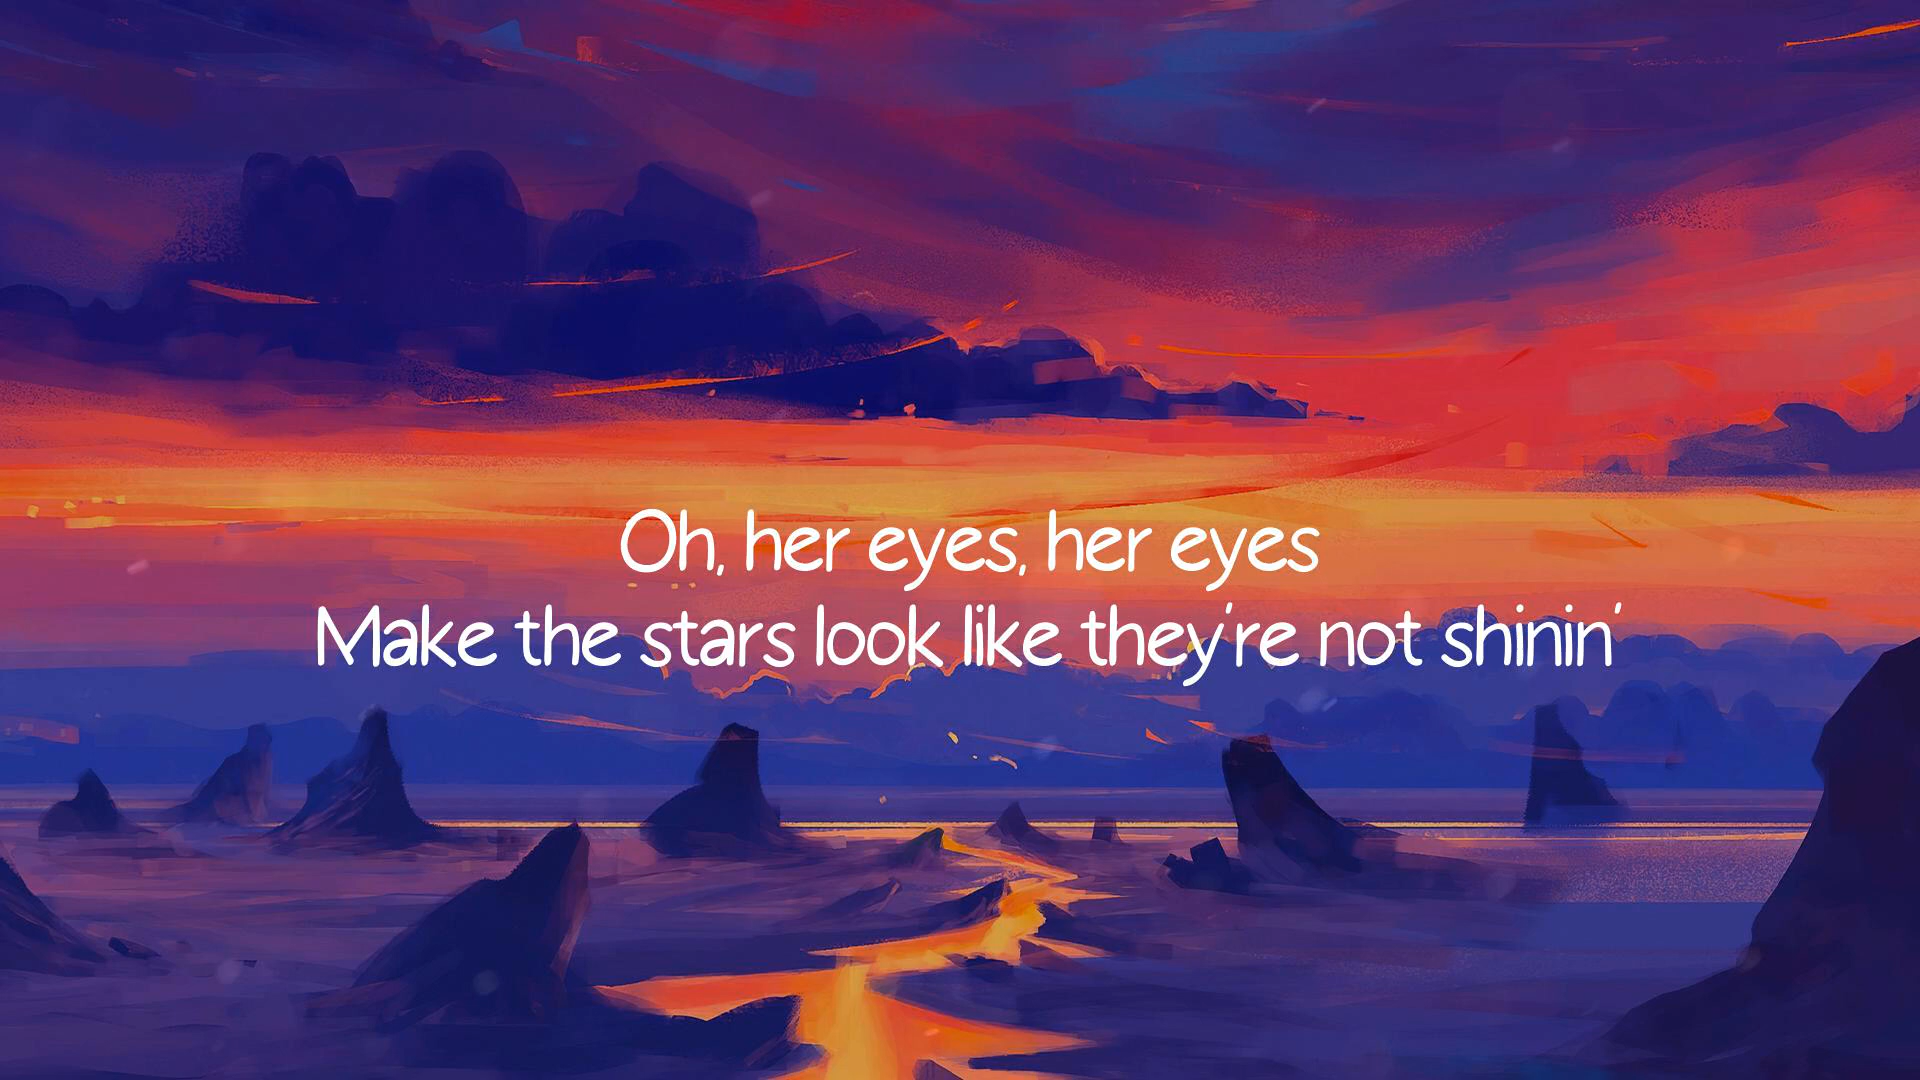 Oh, her eyes, her eyes
Make the stars look like they're not shinin'